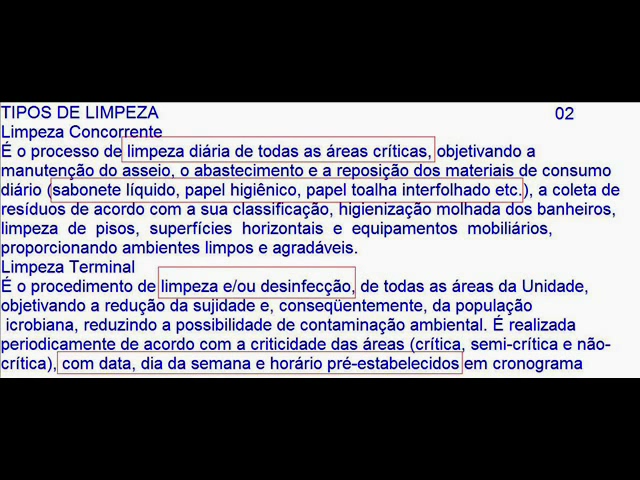 TIPOS DE LIMPEZA 02
Limpeza Concorrente
É o processo de limpeza diária de todas as áreas críticas, objetivando a
manutenção do asseio, o abastecimento e a reposição dos materiais de consumo
diário (sabonete líquido, papel higiênico, papel toalha interfolhado etc.), a coleta de
resíduos de acordo com a sua classificação, higienização molhada dos banheiros,
limpeza de pisos, superfícies horizontais e equipamentos mobiliários,
proporcionando ambientes limpos e agradáveis.
Limpeza Terminal
É o procedimento de limpeza e/ou desinfecção, de todas as áreas da Unidade,
objetivando a redução da sujidade e, conseqüentemente, da população
icrobiana, reduzindo a possibilidade de contaminação ambiental. É realizada
periodicamente de acordo com a criticidade das áreas (crítica, semi-crítica e não-
crítica), com data, dia da semana e horário pré-estabelecidos em cronograma